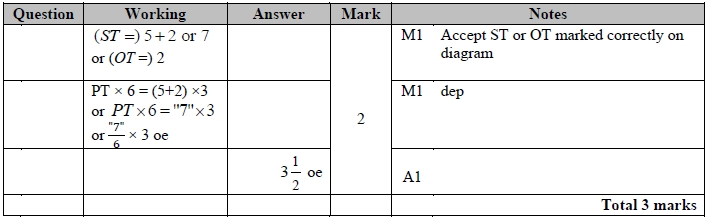 Question Working Answer Mark Notes
(ST =) 5+2 or 7
or (OT =) 2
M1 Accept ST or OT marked correctly on
diagram
PT × 6 = (5+2) ×3
or PT × 6 = "7"×3
or "7"/6 × 3 oe
2
M1 dep
3 1/2 oe
A1
Total 3 marks